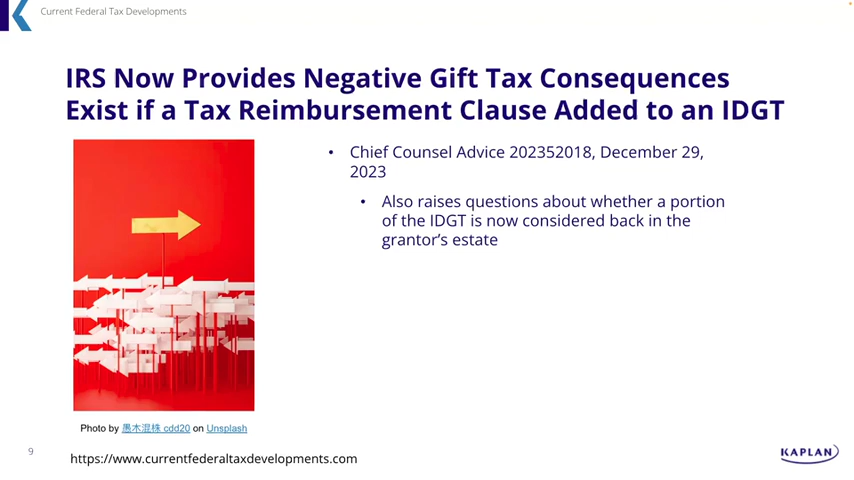 Current Federal Tax Developments
IRS Now Provides Negative Gift Tax Consequences
Exist if a Tax Reimbursement Clause Added to an IDGT
• Chief Counsel Advice 202352018, December 29,
2023
• Also raises questions about whether a portion
of the IDGT is now considered back in the
grantor's estate
Photo by 愚木混株 cdd20 on Unsplash
9
https://www.currentfederaltaxdevelopments.com
KAPLAN